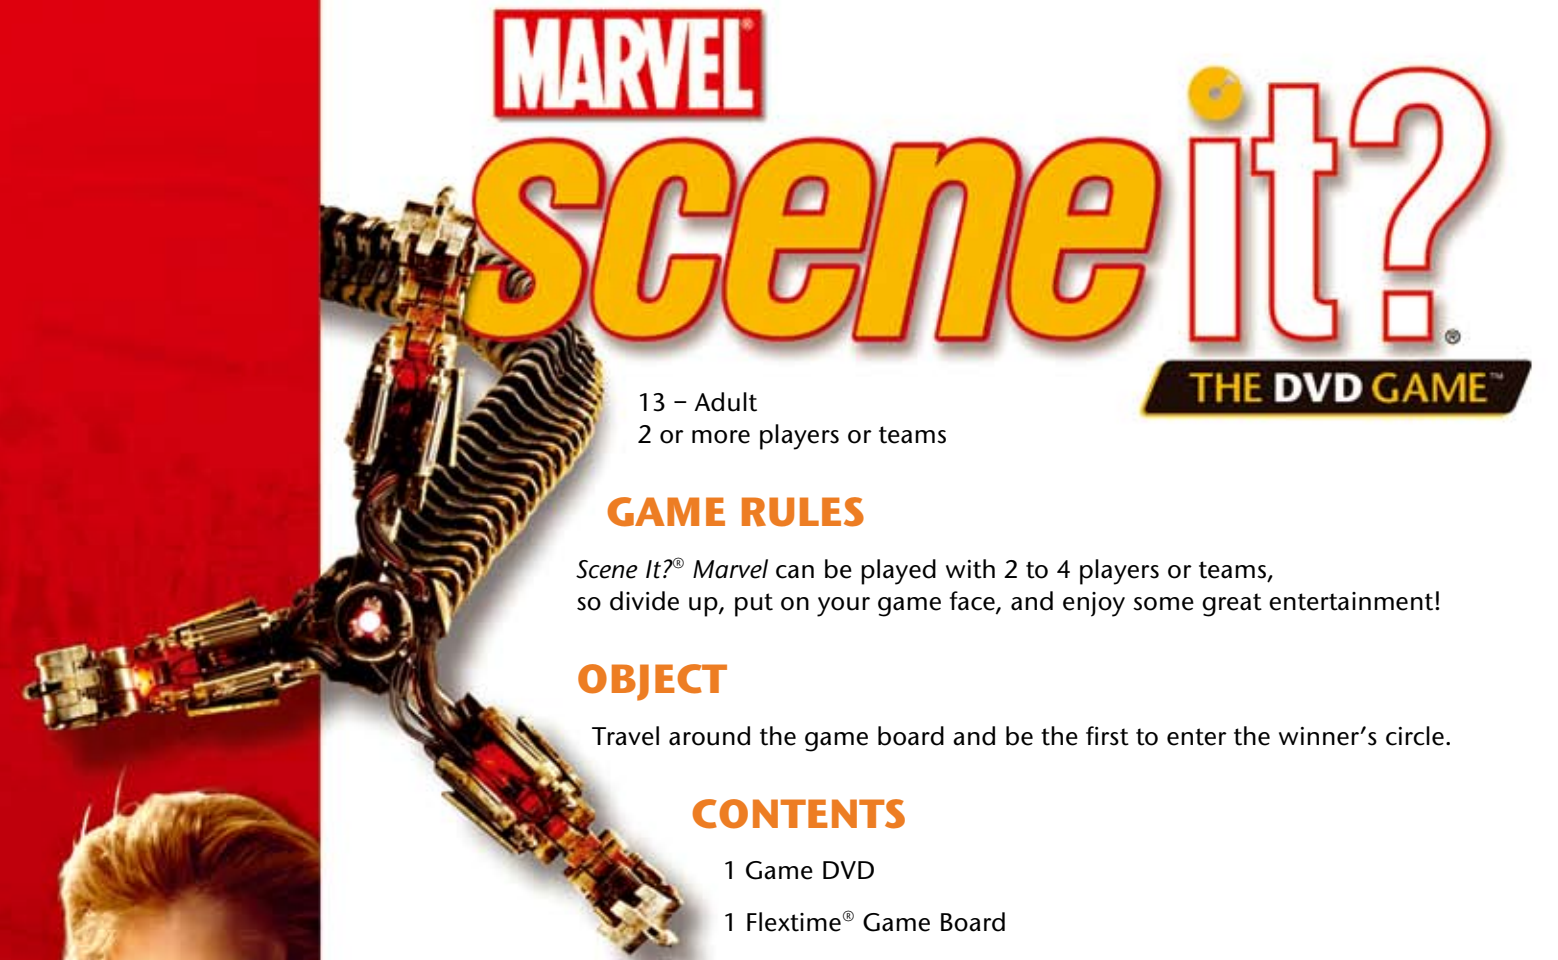 MARVEL®
scene it?®
THE DVD GAME™
13 – Adult
2 or more players or teams
GAME RULES
Scene It?® Marvel can be played with 2 to 4 players or teams,
so divide up, put on your game face, and enjoy some great entertainment!
OBJECT
Travel around the game board and be the first to enter the winner’s circle.
CONTENTS
1 Game DVD
1 Flextime® Game Board